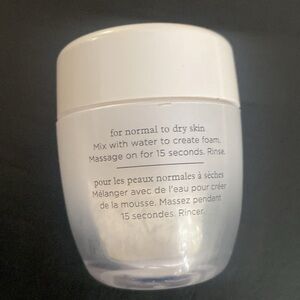 for normal to dry skin
Mix with water to create foam.
Massage on for 15 seconds. Rinse.
pour les peaux normales à sèches
Mélanger avec de l'eau pour créer
de la mousse. Massez pendant
15 secondes. Rincer.